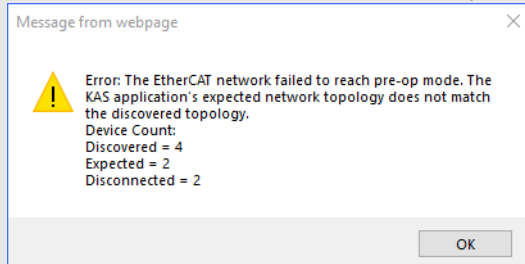 Message from webpage
Error: The EtherCAT network failed to reach pre-op mode. The
KAS application's expected network topology does not match
the discovered topology.
Device Count:
Discovered = 4
Expected = 2
Disconnected = 2
OK